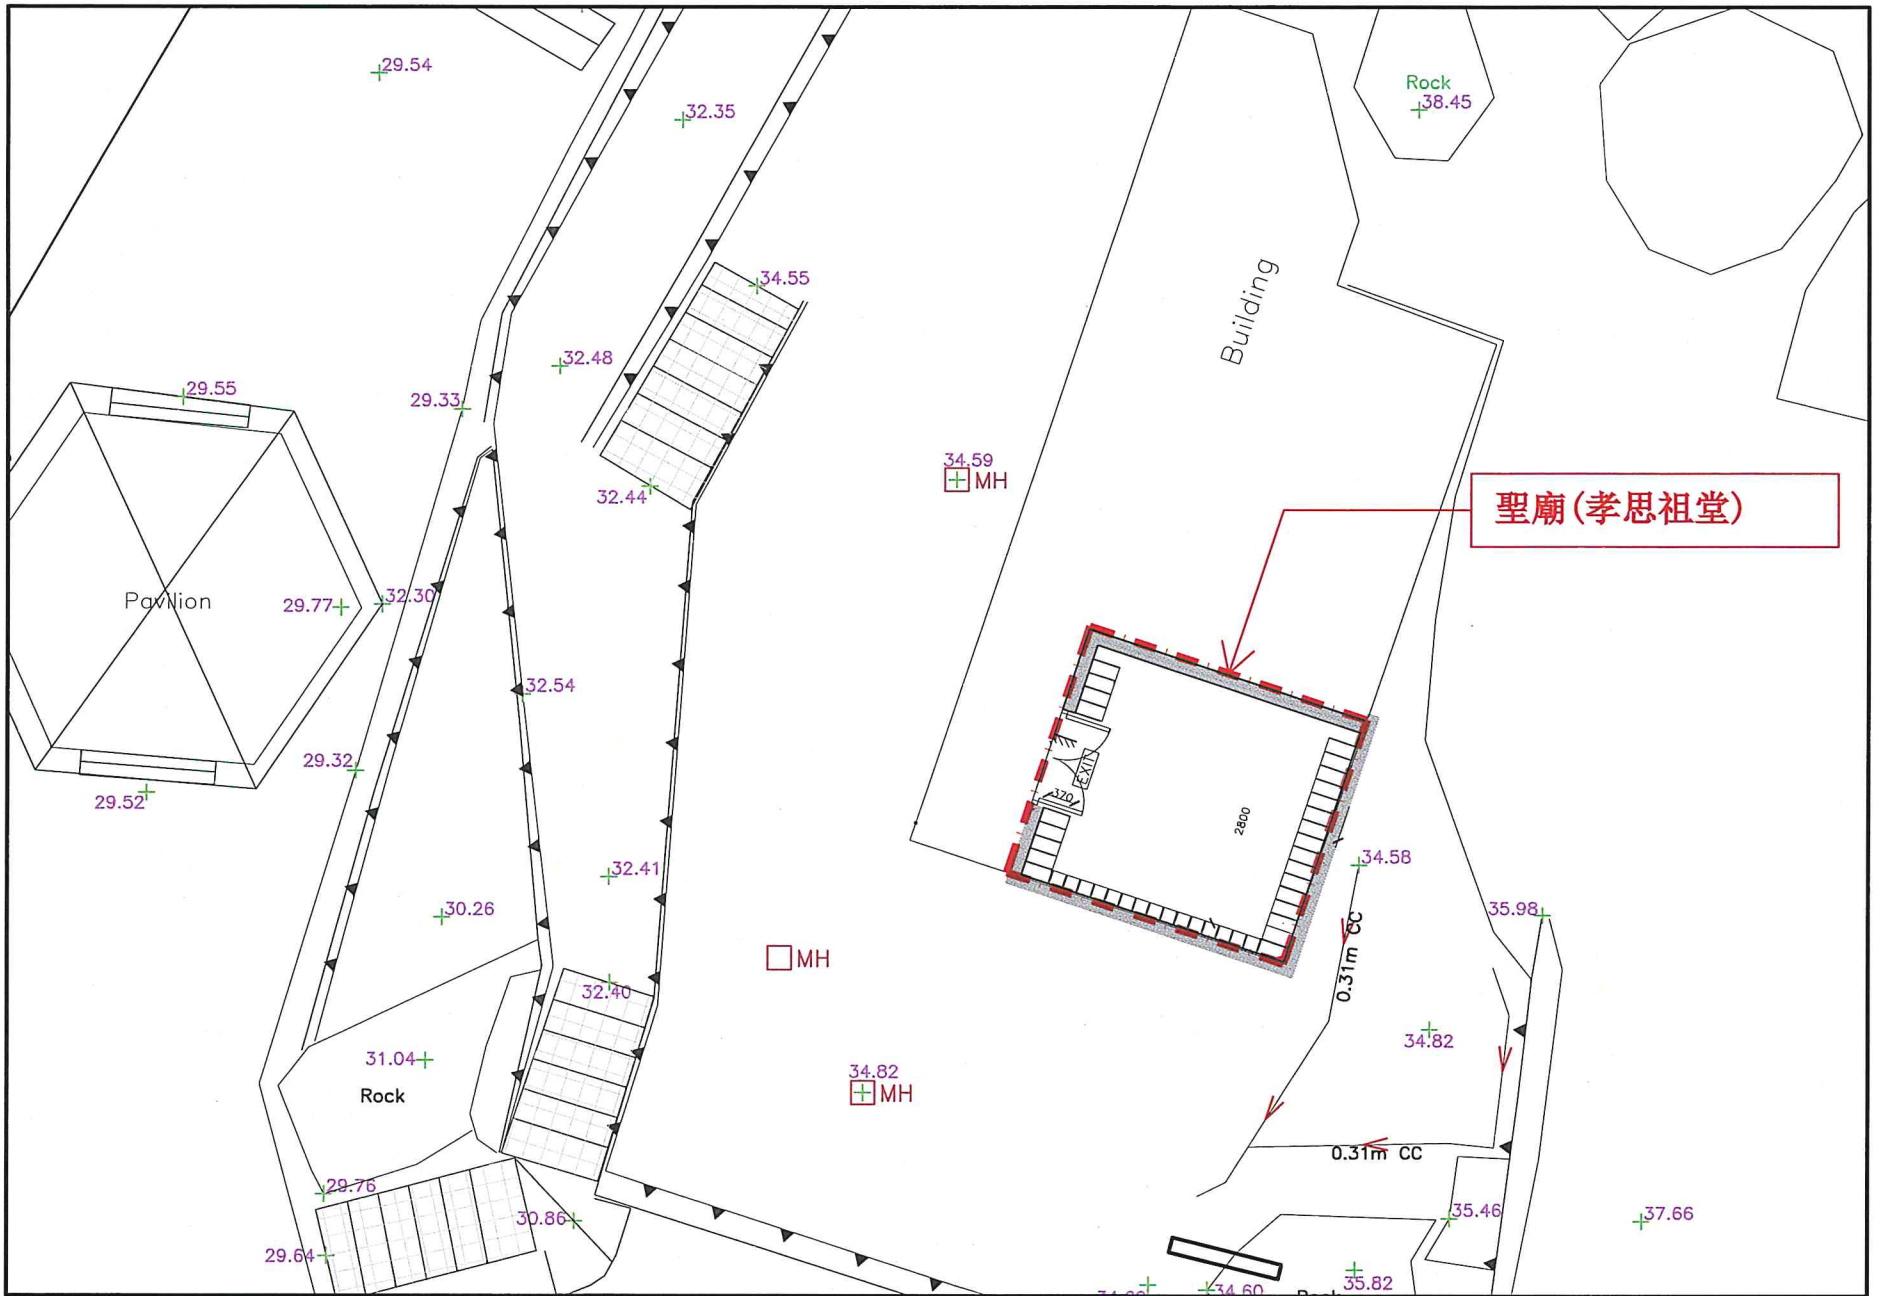 29.54
32.35
Rock
38.45
34.55
Building
32.48
29.55
29.33
34.59
MH
32.44
聖廟(孝思祖堂)
Pavilion
29.77
32.30
32.54
29.32
29.52
EXIT
370
2800
34.58
32.41
30.26
35.98
0.31m CC
MH
32.40
34.82
31.04
Rock
34.82
MH
0.31m CC
29.76
30.86
35.46
37.66
29.64
35.82
34.60